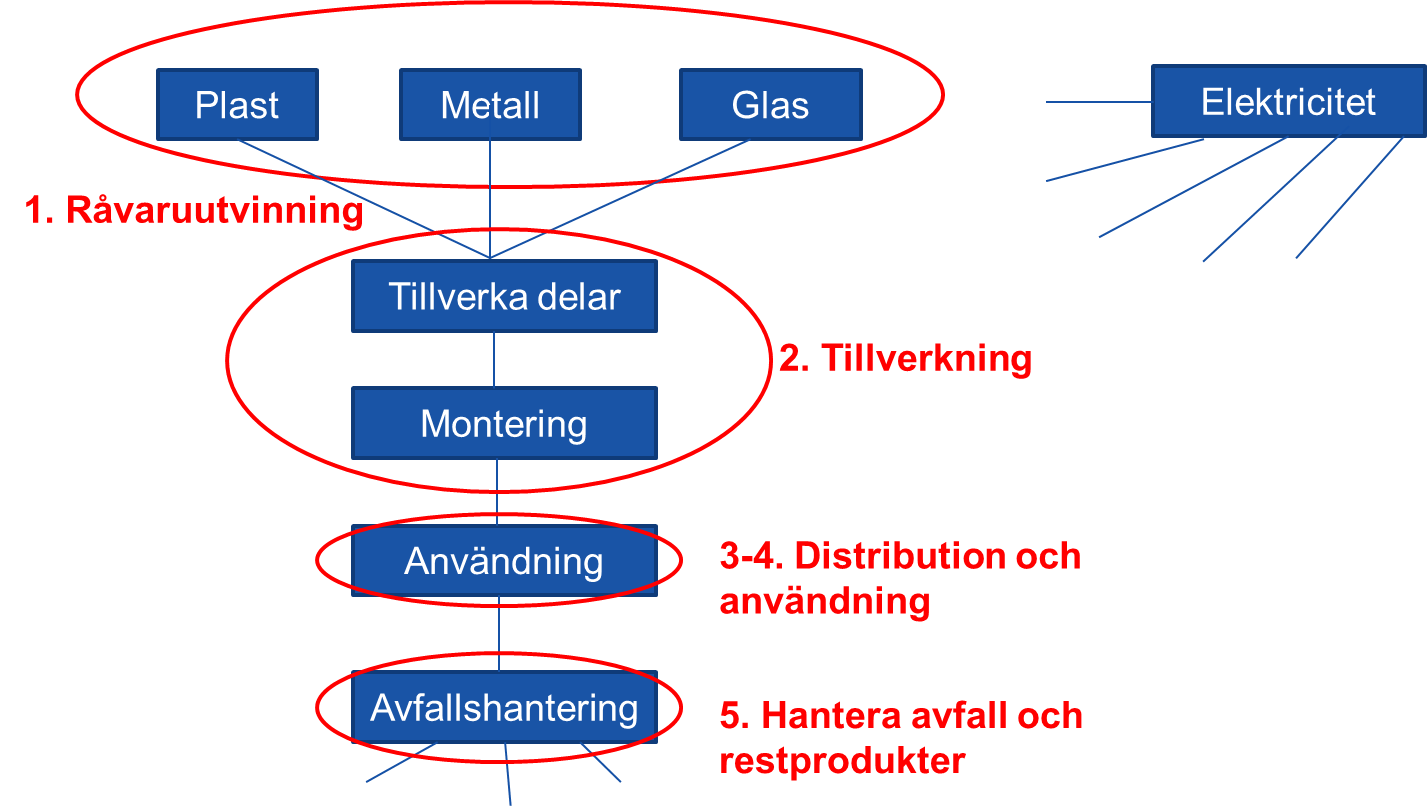 Plast
Metall
Glas
Elektricitet
1. Råvaruutvinning
Tillverka delar
2. Tillverkning
Montering
Användning
3-4. Distribution och
användning
Avfallshantering
5. Hantera avfall och
restprodukter